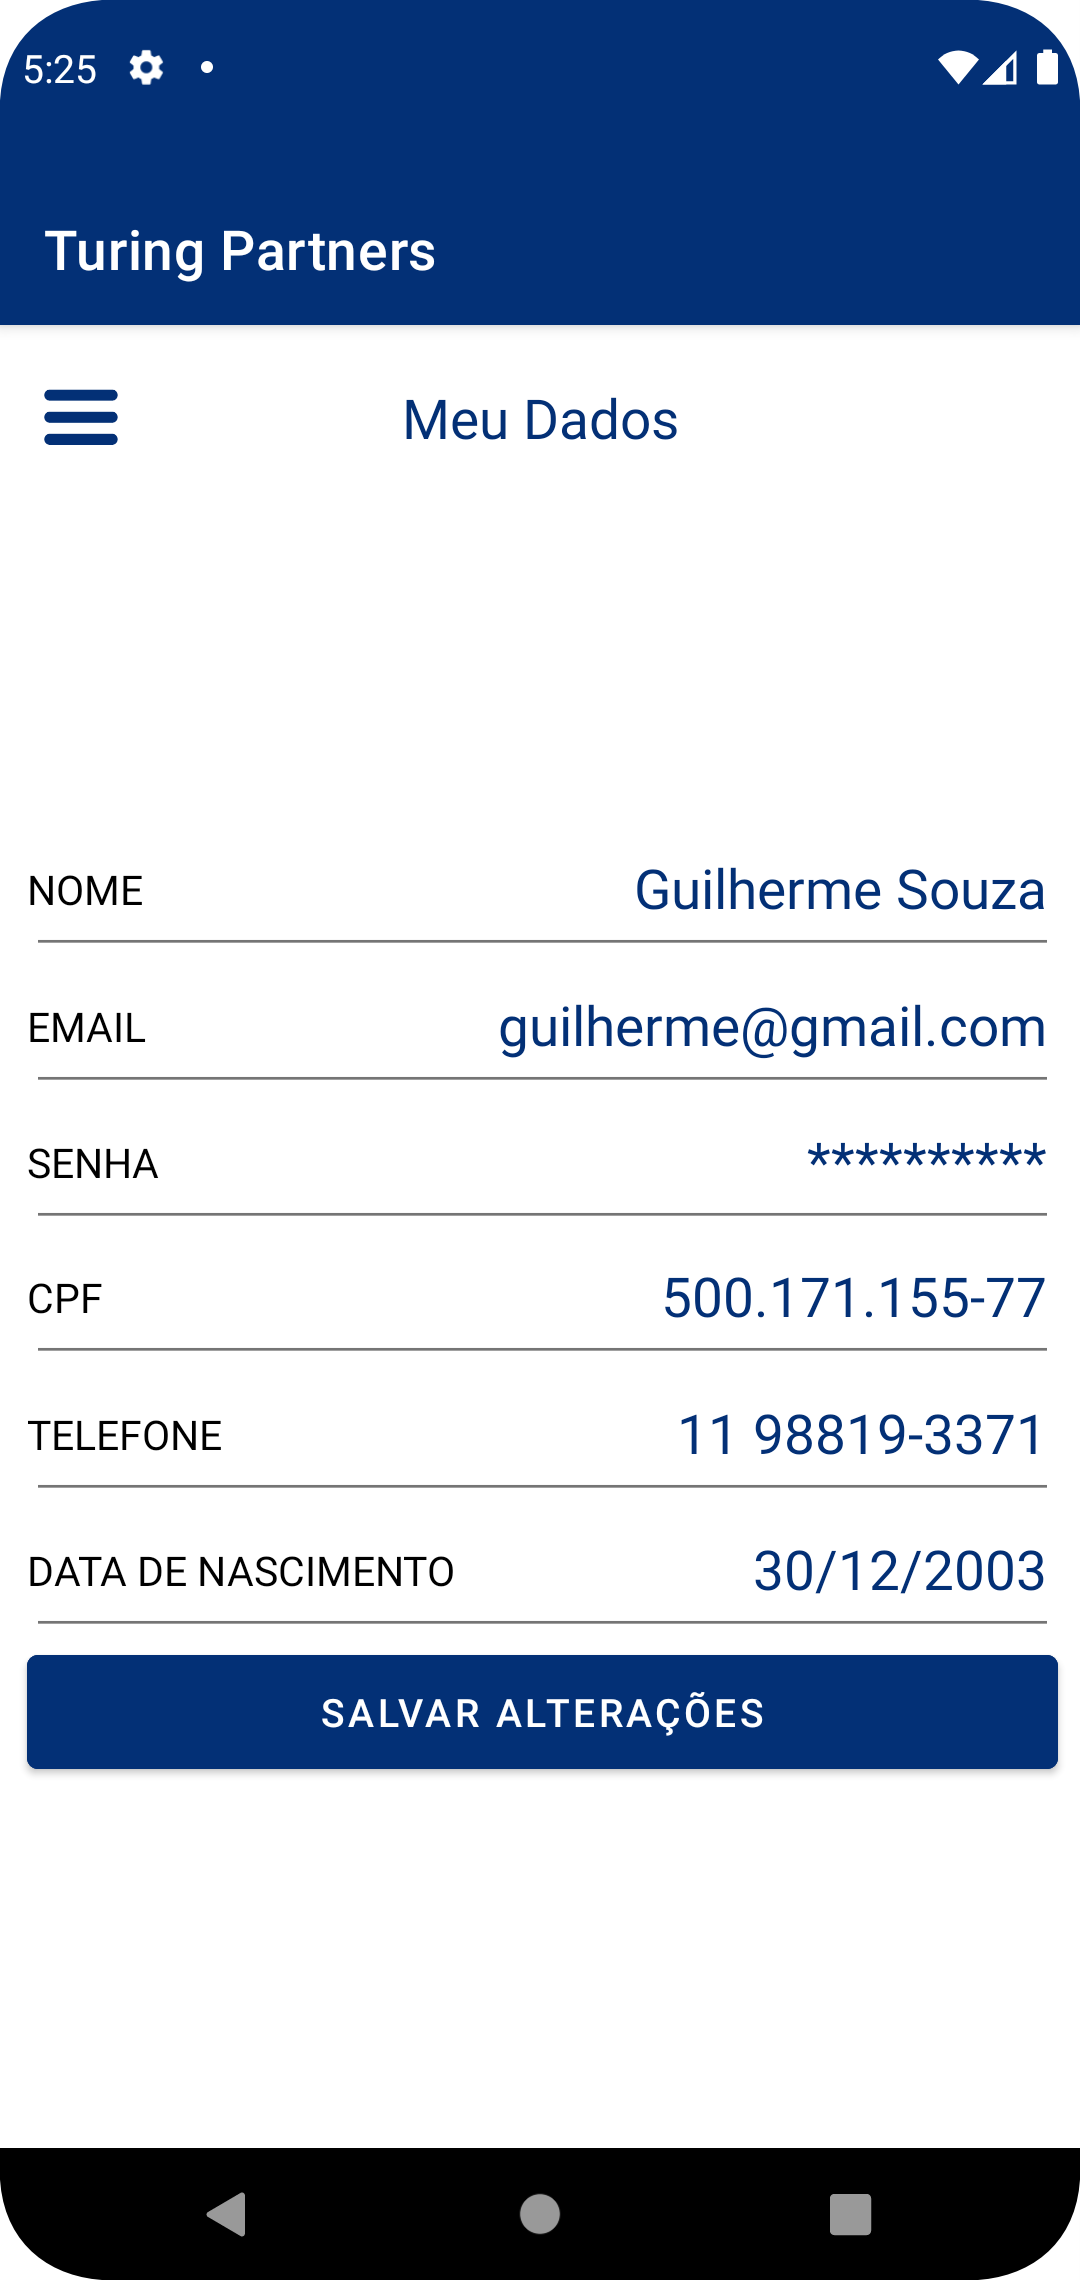 5:25
Turing Partners
Meu Dados
NOME Guilherme Souza
EMAIL guilherme@gmail.com
SENHA **********
CPF 500.171.155-77
TELEFONE 11 98819-3371
DATA DE NASCIMENTO 30/12/2003
SALVAR ALTERAÇÕES